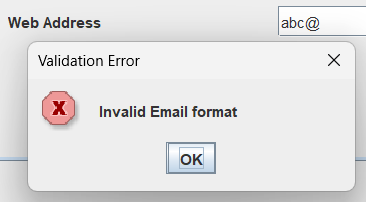 Web Address
abc@
Validation Error
X
Invalid Email format
OK